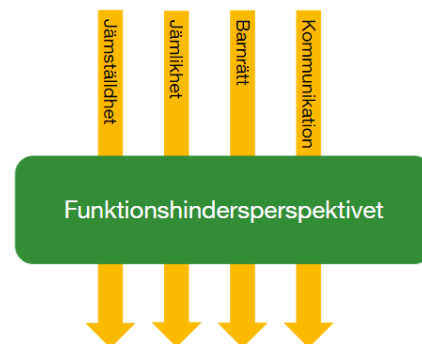 Jämställdhet
Jämlikhet
Barnrätt
Kommunikation
Funktionshindersperspektivet